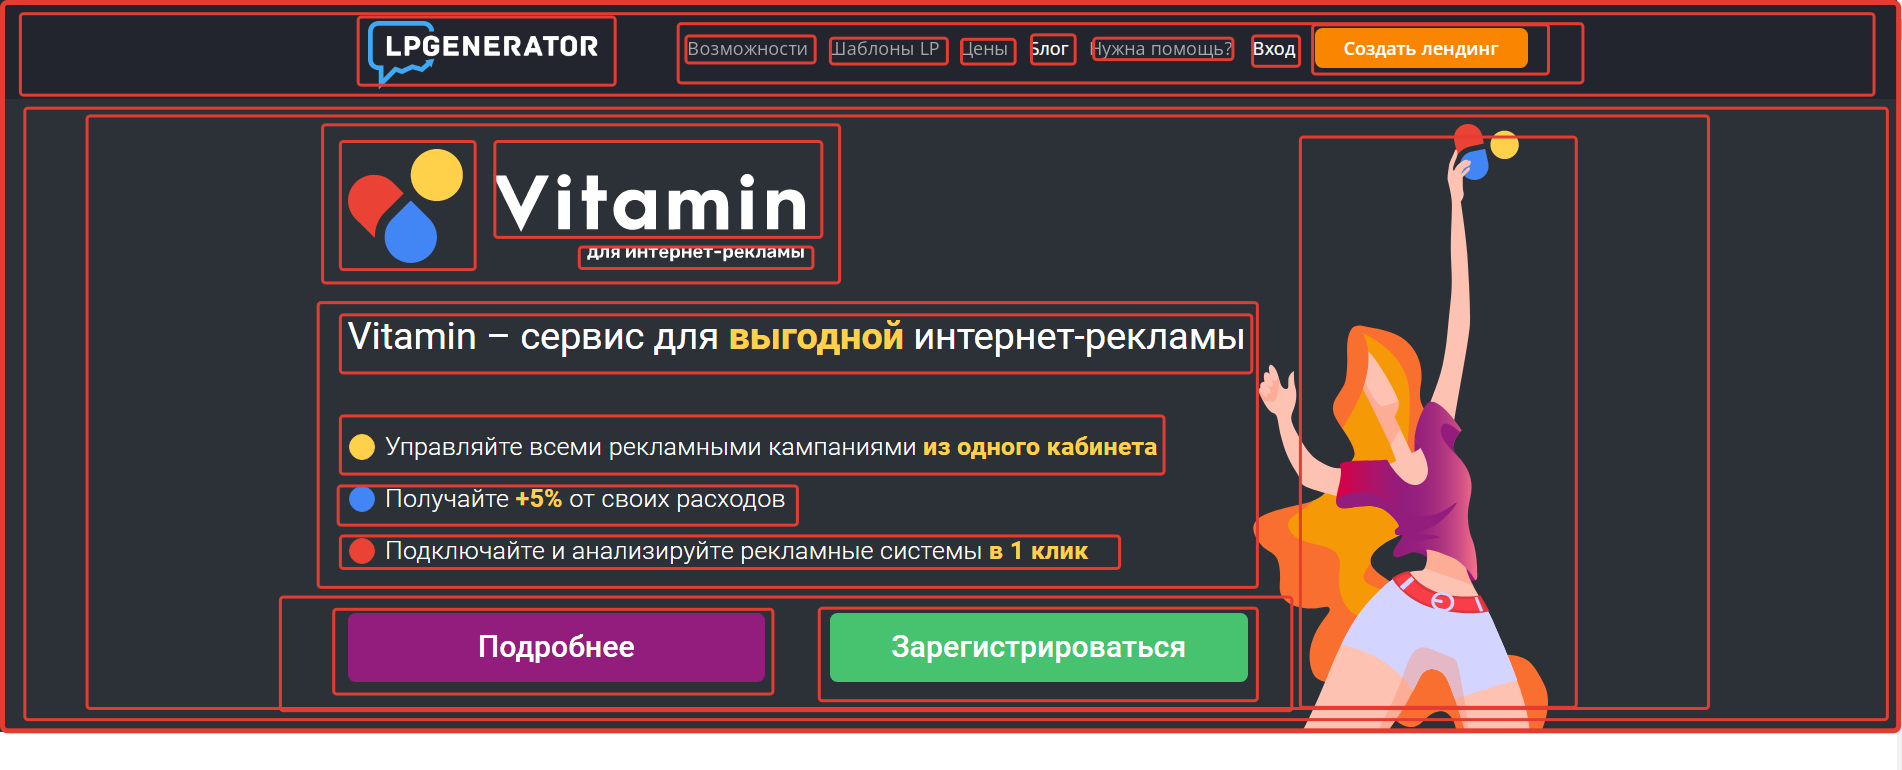 LPGENERATOR
Возможности Шаблоны LP Цены Блог Нужна помощь? Вход Создать лендинг
Vitamin
для интернет-рекламы
Vitamin – сервис для выгодной интернет-рекламы
Управляйте всеми рекламными кампаниями из одного кабинета
Получайте +5% от своих расходов
Подключайте и анализируйте рекламные системы в 1 клик
Подробнее Зарегистрироваться